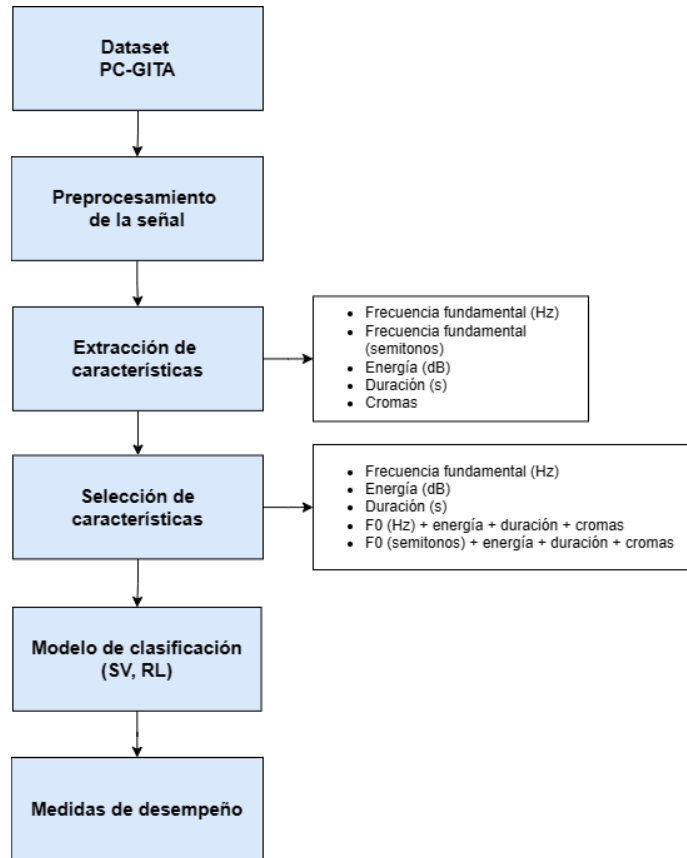 Dataset
PC-GITA
Preprocesamiento
de la señal
Extracción de
características
• Frecuencia fundamental (Hz)
• Frecuencia fundamental
(semitonos)
• Energía (dB)
• Duración (s)
• Cromas
Selección de
características
• Frecuencia fundamental (Hz)
• Energía (dB)
• Duración (s)
• F0 (Hz) + energía + duración + cromas
• F0 (semitonos) + energía + duración + cromas
Modelo de clasificación
(SV, RL)
Medidas de desempeño